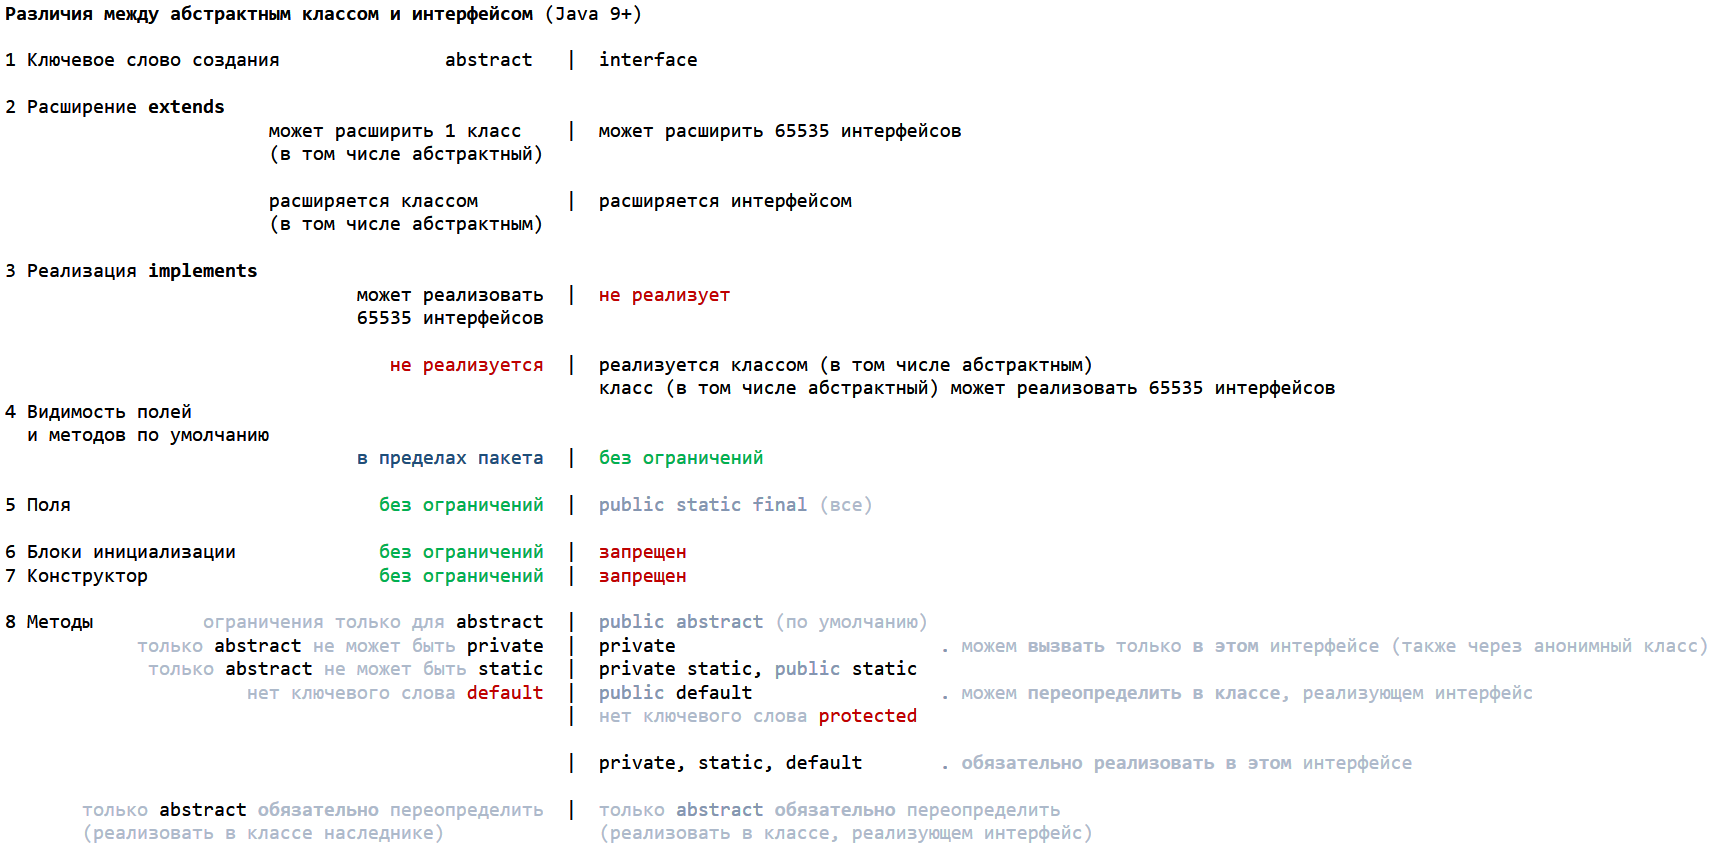 Различия между абстрактным классом и интерфейсом (Java 9+)
1 Ключевое слово создания abstract | interface
2 Расширение extends
может расширить 1 класс | может расширить 65535 интерфейсов
(в том числе абстрактный)
расширяется классом | расширяется интерфейсом
(в том числе абстрактным)
3 Реализация implements
может реализовать | не реализует
65535 интерфейсов
не реализуется | реализуется классом (в том числе абстрактным)
класс (в том числе абстрактный) может реализовать 65535 интерфейсов
4 Видимость полей
и методов по умолчанию
в пределах пакета | без ограничений
5 Поля без ограничений | public static final (все)
6 Блоки инициализации без ограничений | запрещен
7 Конструктор без ограничений | запрещен
8 Методы ограничения только для abstract | public abstract (по умолчанию)
только abstract не может быть private | private . можем вызвать только в этом интерфейсе (также через анонимный класс)
только abstract не может быть static | private static, public static
нет ключевого слова default | public default . можем переопределить в классе, реализующем интерфейс
| нет ключевого слова protected
| private, static, default . обязательно реализовать в этом интерфейсе
только abstract обязательно переопределить | только abstract обязательно переопределить
(реализовать в классе наследнике) (реализовать в классе, реализующем интерфейс)